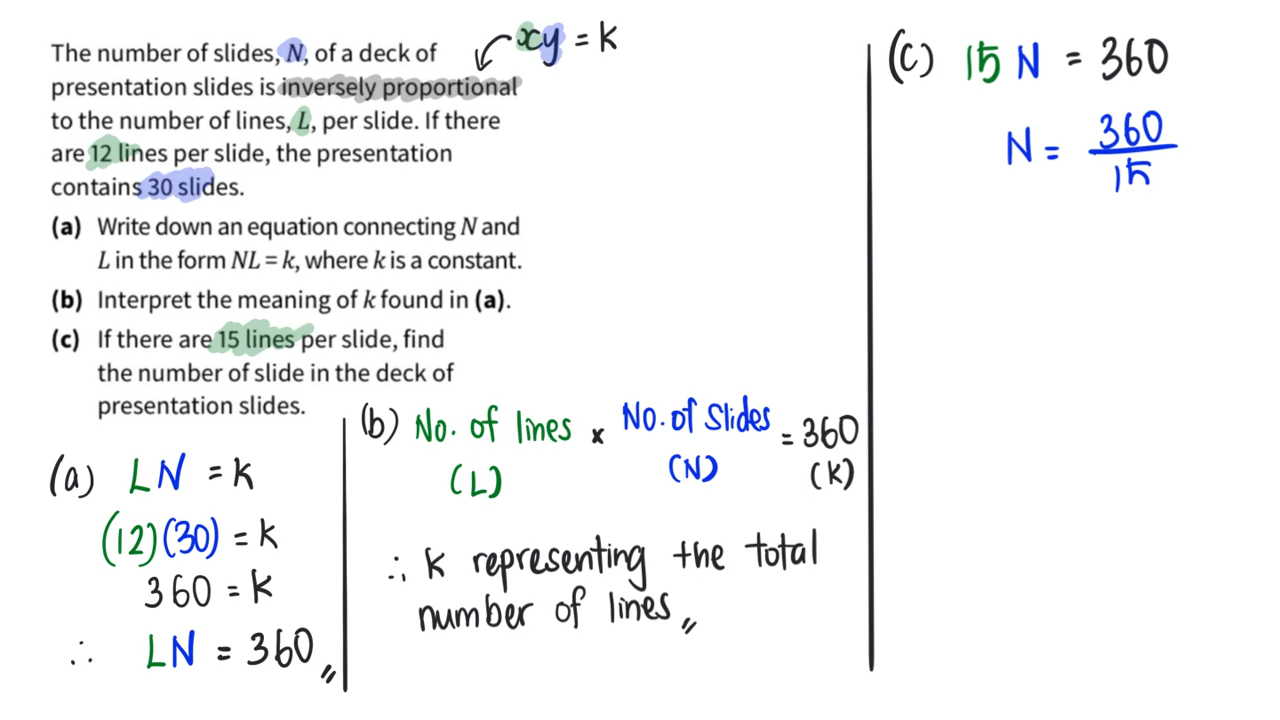 The number of slides, N, of a deck of
presentation slides is inversely proportional
to the number of lines, L, per slide. If there
are 12 lines per slide, the presentation
contains 30 slides.
xy = k
(a) Write down an equation connecting N and
L in the form NL = k, where k is a constant.
(b) Interpret the meaning of k found in (a).
(c) If there are 15 lines per slide, find
the number of slide in the deck of
presentation slides.
(a) LN = k
(12)(30) = k
360 = k
∴ LN = 360
(b) No. of lines × No. of Slides = 360
(L) (N) (K)
∴ k representing the total
number of lines
(c) 15 N = 360
N = 360
15